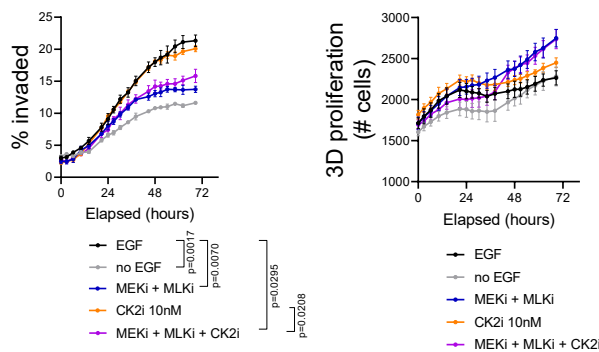 % invaded
25
20
15
10
5
0
0 24 48 72
Elapsed (hours)
EGF
no EGF
MEKi + MLKi
CK2i 10nM
MEKi + MLKi + CK2i
p=0.0017
p=0.0070
p=0.0295
p=0.0208
3D proliferation
(# cells)
3000
2500
2000
1500
1000
0 24 48 72
Elapsed (hours)
EGF
no EGF
MEKi + MLKi
CK2i 10nM
MEKi + MLKi + CK2i